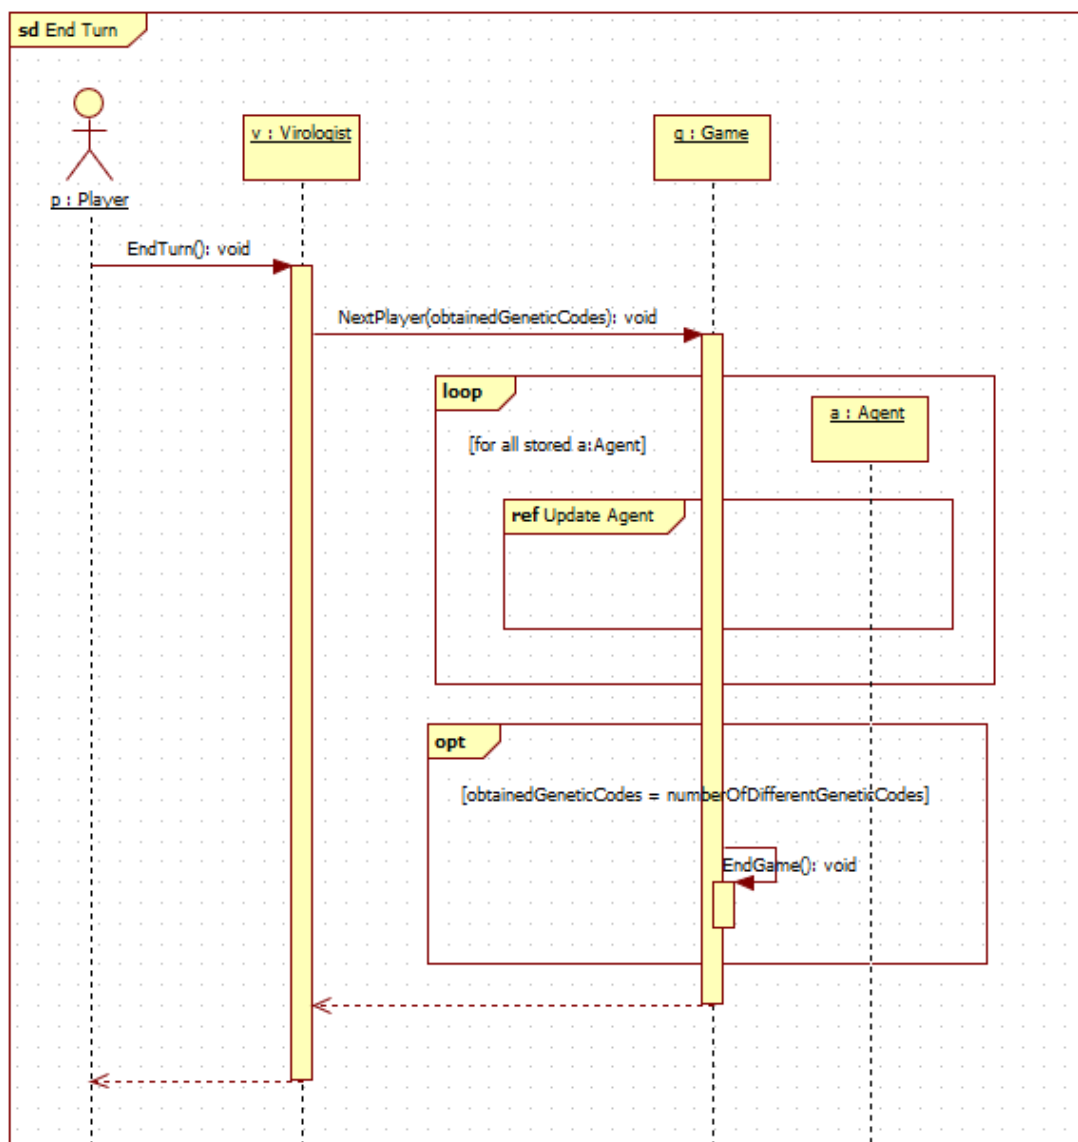 sd End Turn
v : Virologist
g : Game
p : Player
EndTurn(): void
NextPlayer(obtainedGeneticCodes): void
loop
a : Agent
[for all stored a:Agent]
ref Update Agent
opt
[obtainedGeneticCodes = numberOfDifferentGeneticCodes]
EndGame(): void